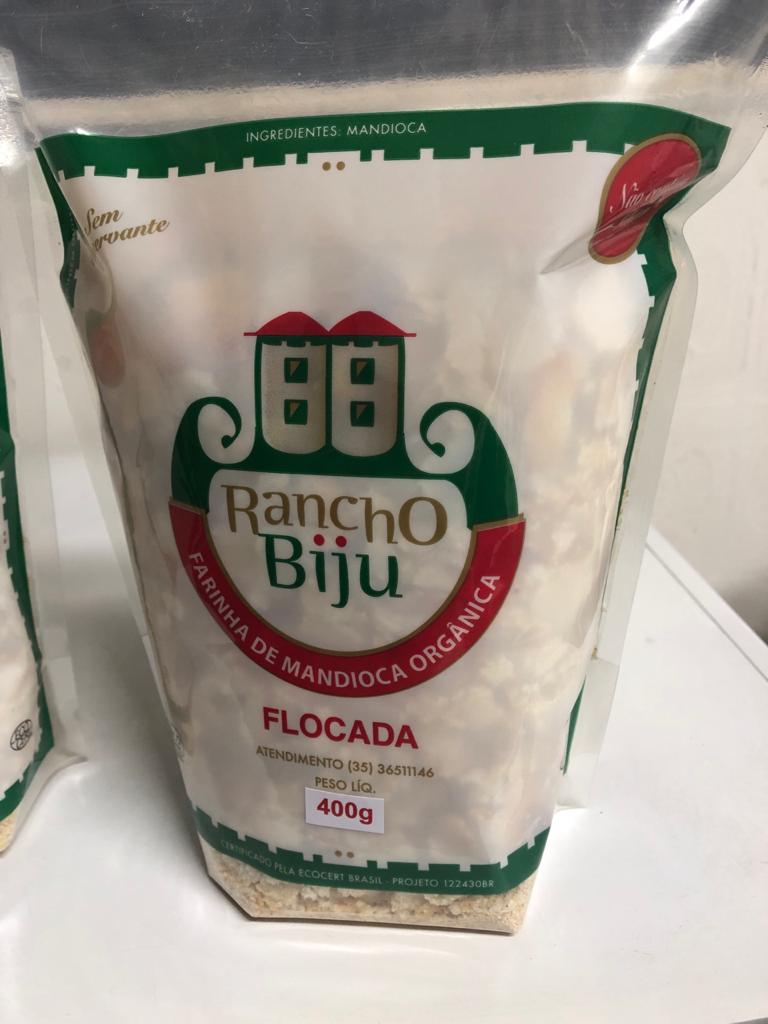 INGREDIENTES: MANDIOCA
Sem
Não
Rancho
Biju
FARINHA DE MANDIOCA ORGÂNICA
FLOCADA
ATENDIMENTO (35) 36511146
PESO LÍQ.
400g
CERTIFICADO PELA ECOCERT BRASIL - PROJETO 122430BR